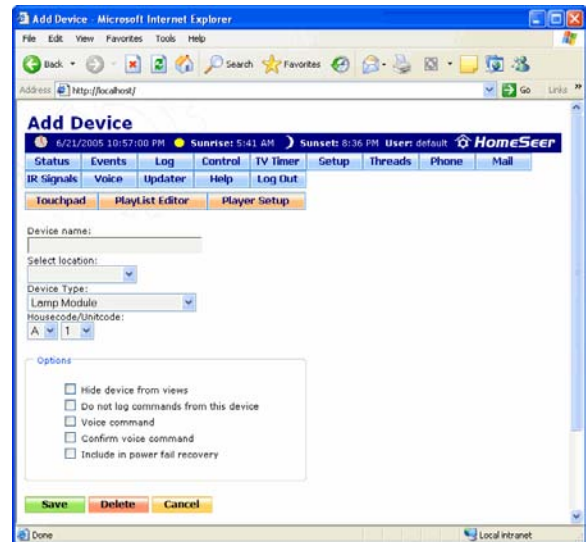 Add Device - Microsoft Internet Explorer
File Edit View Favorites Tools Help
Back Search Favorites
Address http://localhost/ Go Links »
Add Device
6/21/2005 10:57:00 PM Sunrise: 5:41 AM Sunset: 8:36 PM User: default HomeSeer
Status Events Log Control TV Timer Setup Threads Phone Mail
IR Signals Voice Updater Help Log Out
Touchpad PlayList Editor Player Setup
Device name:
Select location:
Device Type:
Lamp Module
Housecode/Unitcode:
A 1
Options
Hide device from views
Do not log commands from this device
Voice command
Confirm voice command
Include in power fail recovery
Save Delete Cancel
Done Local intranet